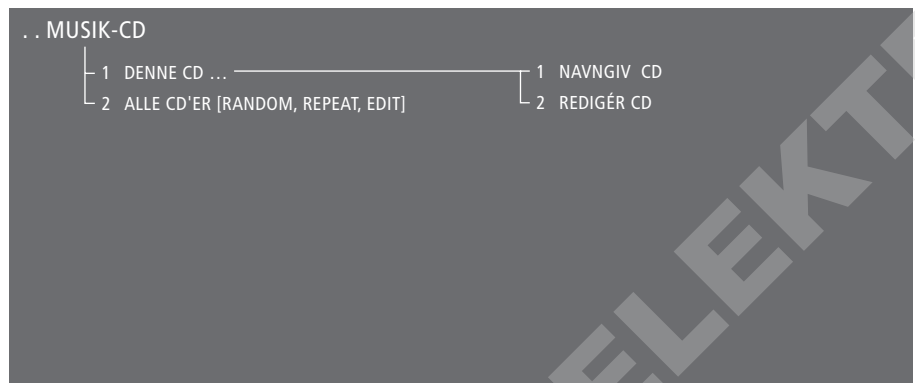 . . MUSIK-CD
1 DENNE CD ... 1 NAVNGIV CD
2 ALLE CD'ER [RANDOM, REPEAT, EDIT] 2 REDIGÉR CD